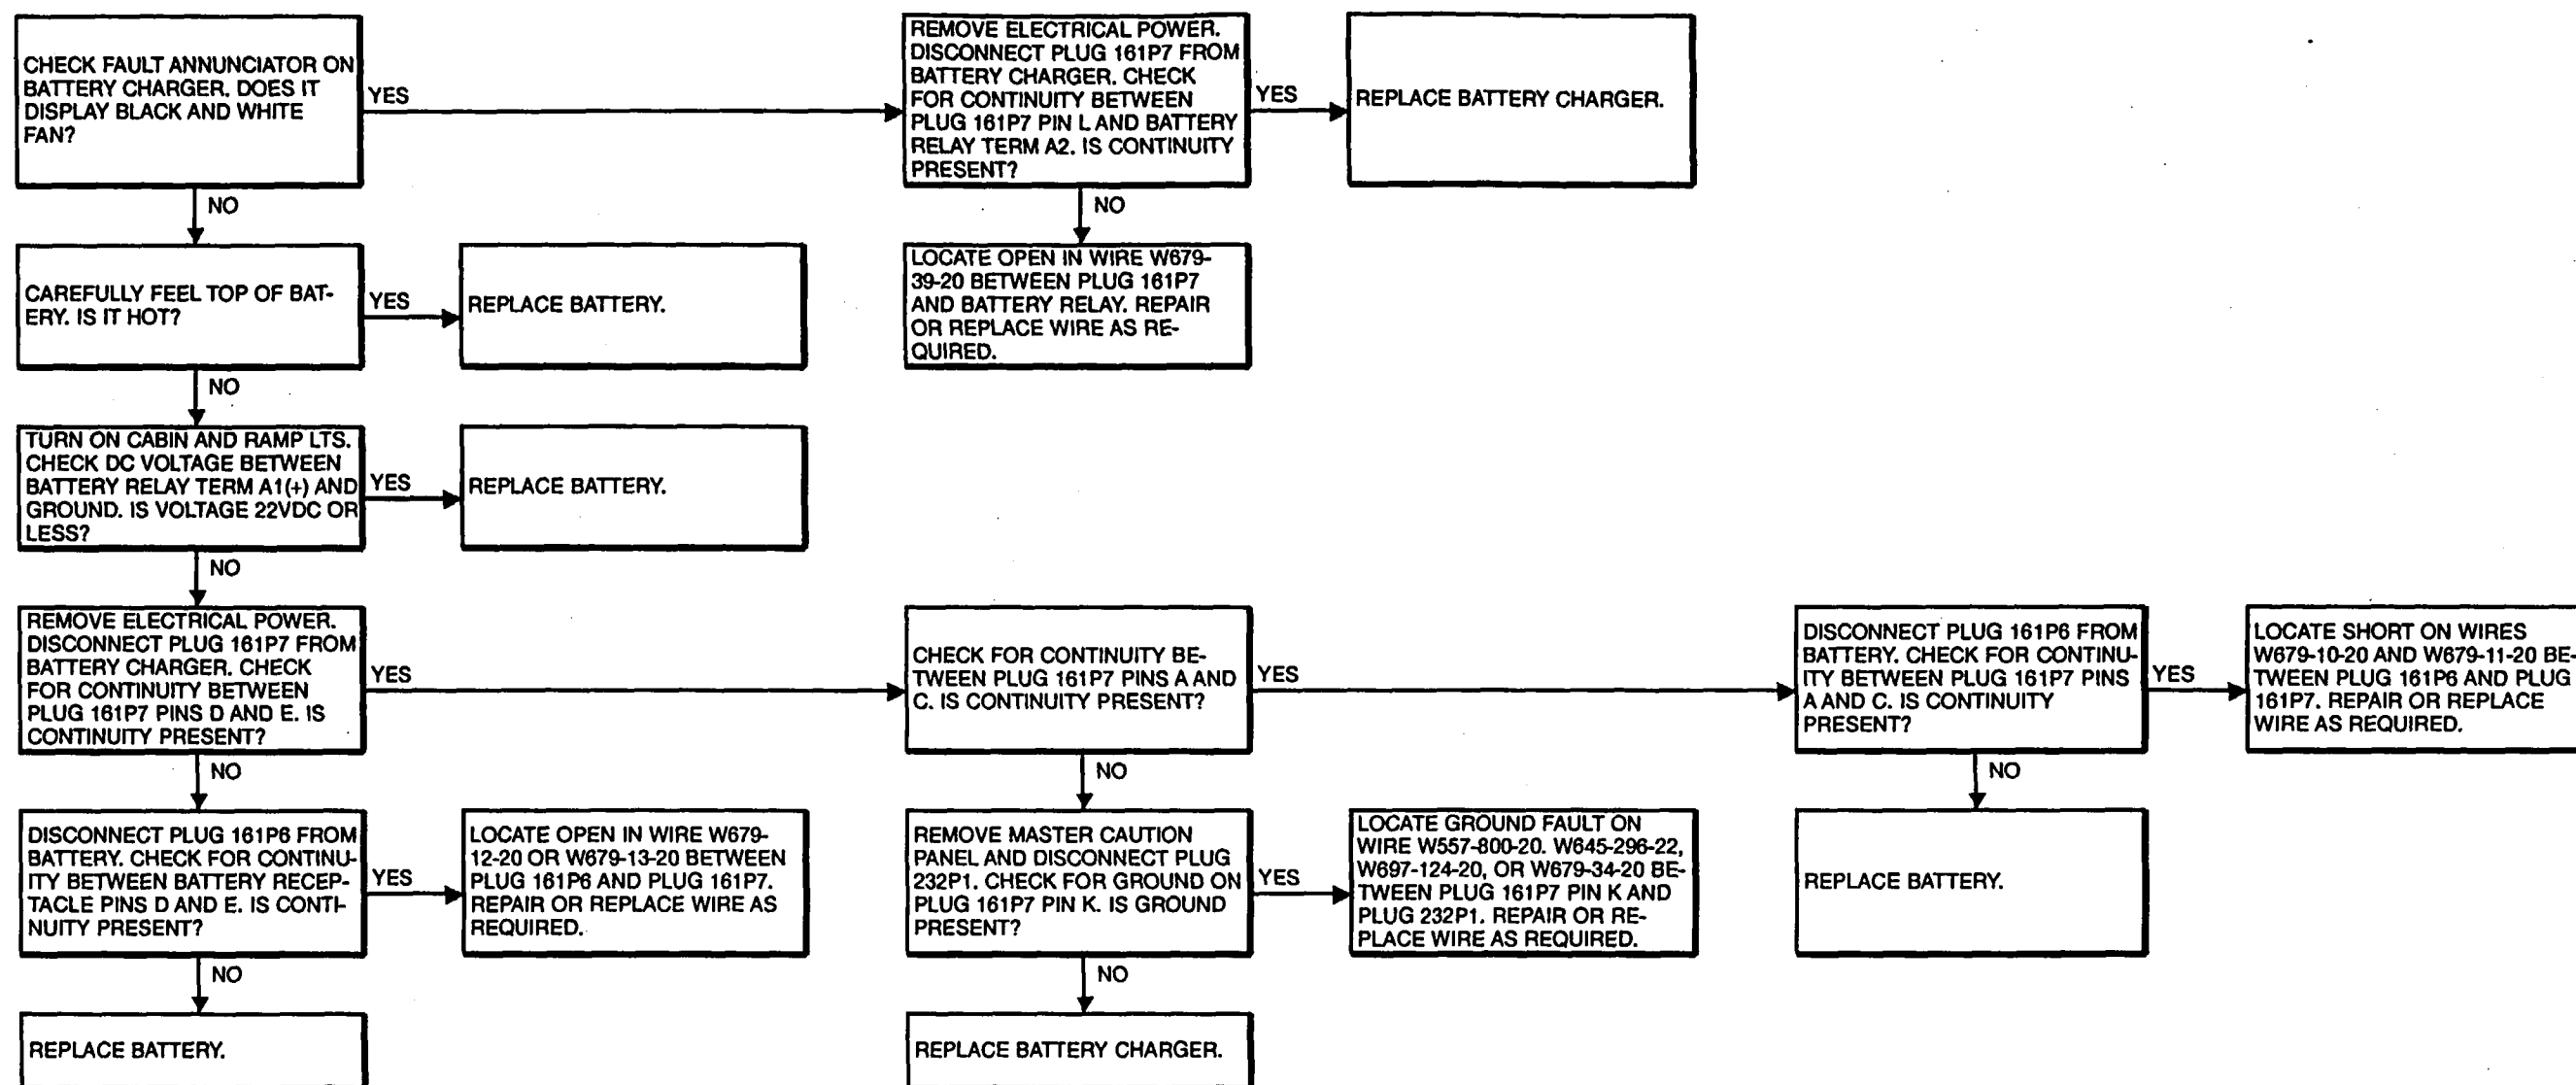 CHECK FAULT ANNUNCIATOR ON
BATTERY CHARGER. DOES IT
DISPLAY BLACK AND WHITE
FAN?
YES
REMOVE ELECTRICAL POWER.
DISCONNECT PLUG 161P7 FROM
BATTERY CHARGER. CHECK
FOR CONTINUITY BETWEEN
PLUG 161P7 PIN L AND BATTERY
RELAY TERM A2. IS CONTINUITY
PRESENT?
YES
REPLACE BATTERY CHARGER.
NO
NO
CAREFULLY FEEL TOP OF BAT-
ERY. IS IT HOT?
YES
REPLACE BATTERY.
LOCATE OPEN IN WIRE W679-
39-20 BETWEEN PLUG 161P7
AND BATTERY RELAY. REPAIR
OR REPLACE WIRE AS RE-
QUIRED.
NO
TURN ON CABIN AND RAMP LTS.
CHECK DC VOLTAGE BETWEEN
BATTERY RELAY TERM A1(+) AND
GROUND. IS VOLTAGE 22VDC OR
LESS?
YES
REPLACE BATTERY.
NO
REMOVE ELECTRICAL POWER.
DISCONNECT PLUG 161P7 FROM
BATTERY CHARGER. CHECK
FOR CONTINUITY BETWEEN
PLUG 161P7 PINS D AND E. IS
CONTINUITY PRESENT?
YES
CHECK FOR CONTINUITY BE-
TWEEN PLUG 161P7 PINS A AND
C. IS CONTINUITY PRESENT?
YES
DISCONNECT PLUG 161P6 FROM
BATTERY. CHECK FOR CONTINU-
ITY BETWEEN PLUG 161P7 PINS
A AND C. IS CONTINUITY
PRESENT?
YES
LOCATE SHORT ON WIRES
W679-10-20 AND W679-11-20 BE-
TWEEN PLUG 161P6 AND PLUG
161P7. REPAIR OR REPLACE
WIRE AS REQUIRED.
NO
NO
NO
DISCONNECT PLUG 161P6 FROM
BATTERY. CHECK FOR CONTINU-
ITY BETWEEN BATTERY RECEP-
TACLE PINS D AND E. IS CONTI-
NUITY PRESENT?
YES
LOCATE OPEN IN WIRE W679-
12-20 OR W679-13-20 BETWEEN
PLUG 161P6 AND PLUG 161P7.
REPAIR OR REPLACE WIRE AS
REQUIRED.
REMOVE MASTER CAUTION
PANEL AND DISCONNECT PLUG
232P1. CHECK FOR GROUND ON
PLUG 161P7 PIN K. IS GROUND
PRESENT?
YES
LOCATE GROUND FAULT ON
WIRE W557-800-20. W645-296-22,
W697-124-20, OR W679-34-20 BE-
TWEEN PLUG 161P7 PIN K AND
PLUG 232P1. REPAIR OR RE-
PLACE WIRE AS REQUIRED.
REPLACE BATTERY.
NO
NO
REPLACE BATTERY.
REPLACE BATTERY CHARGER.